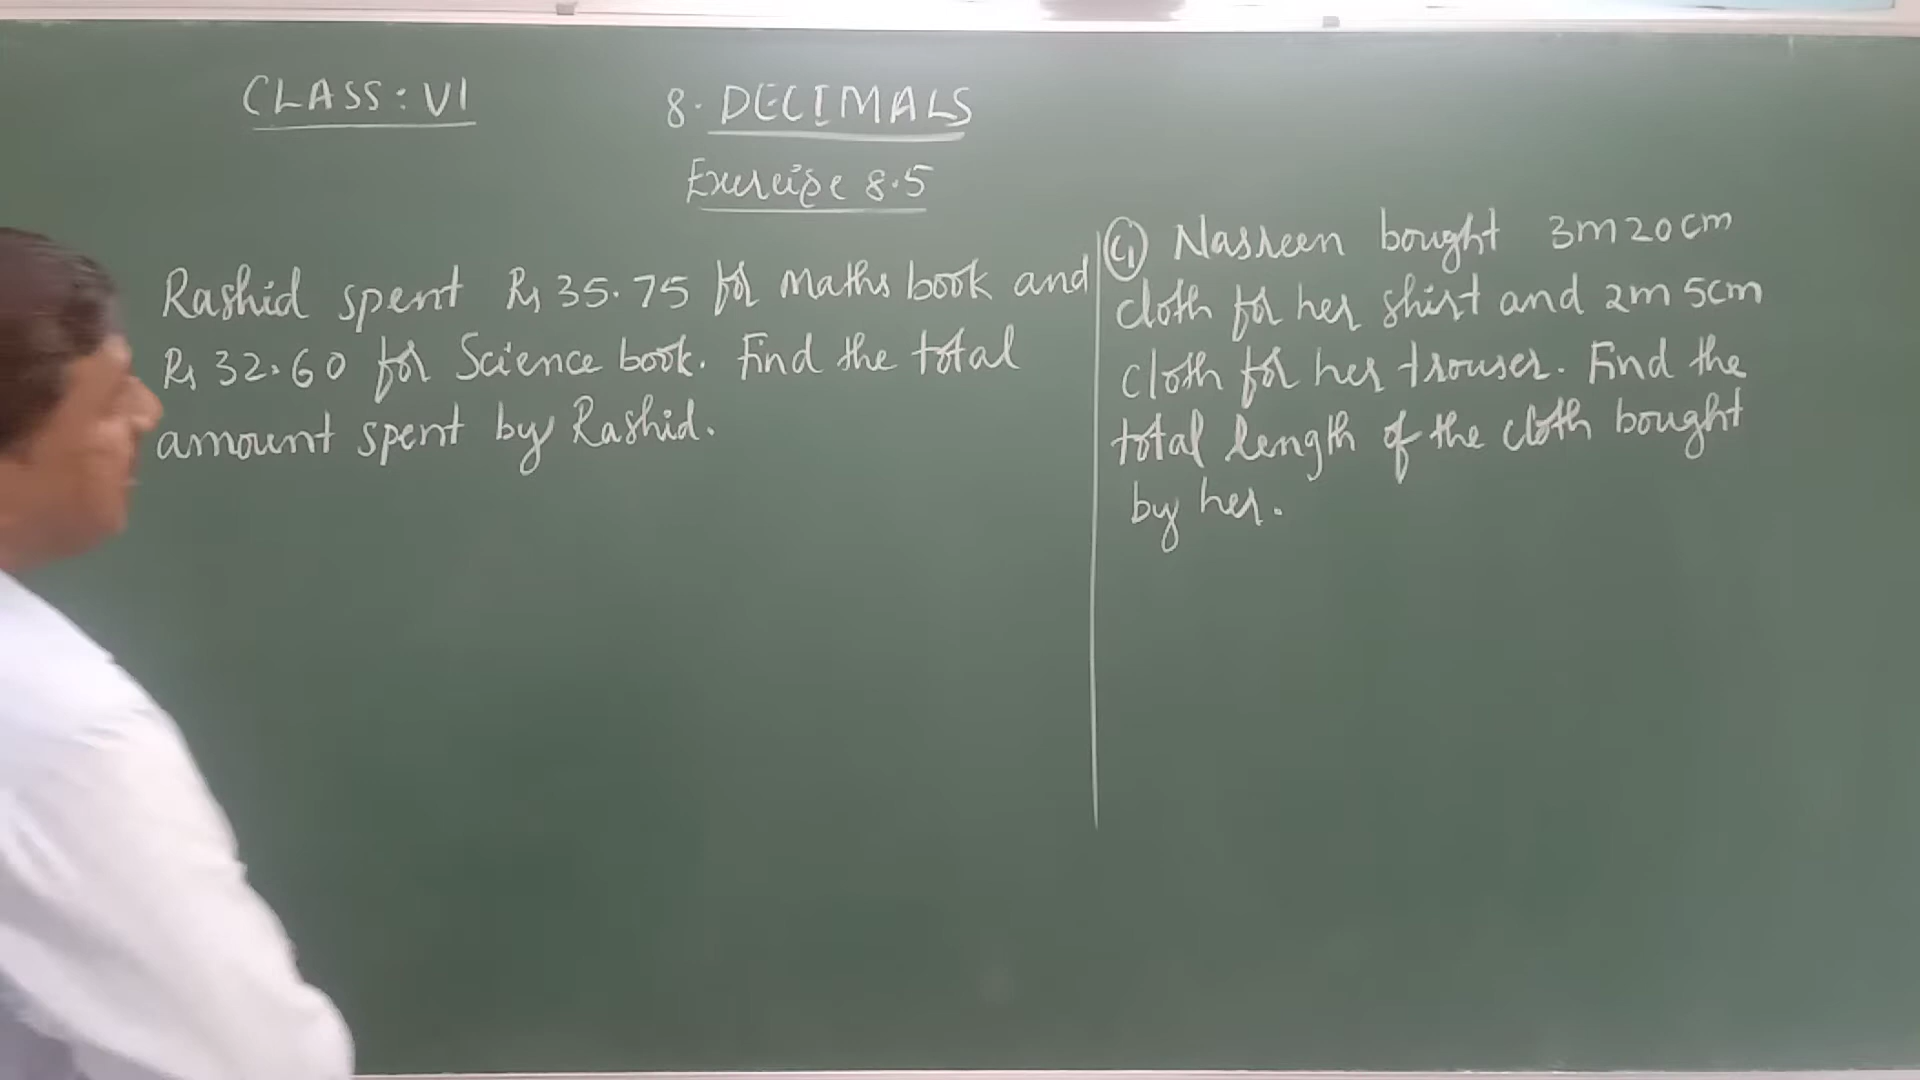 CLASS: VI
8. DECIMALS
Exercise 8.5
Rashid spent Rs 35.75 for Maths book and
Rs 32.60 for Science book. Find the total
amount spent by Rashid.
④ Nasreen bought 3m 20cm
cloth for her shirt and 2m 5cm
cloth for her trouser. Find the
total length of the cloth bought
by her.